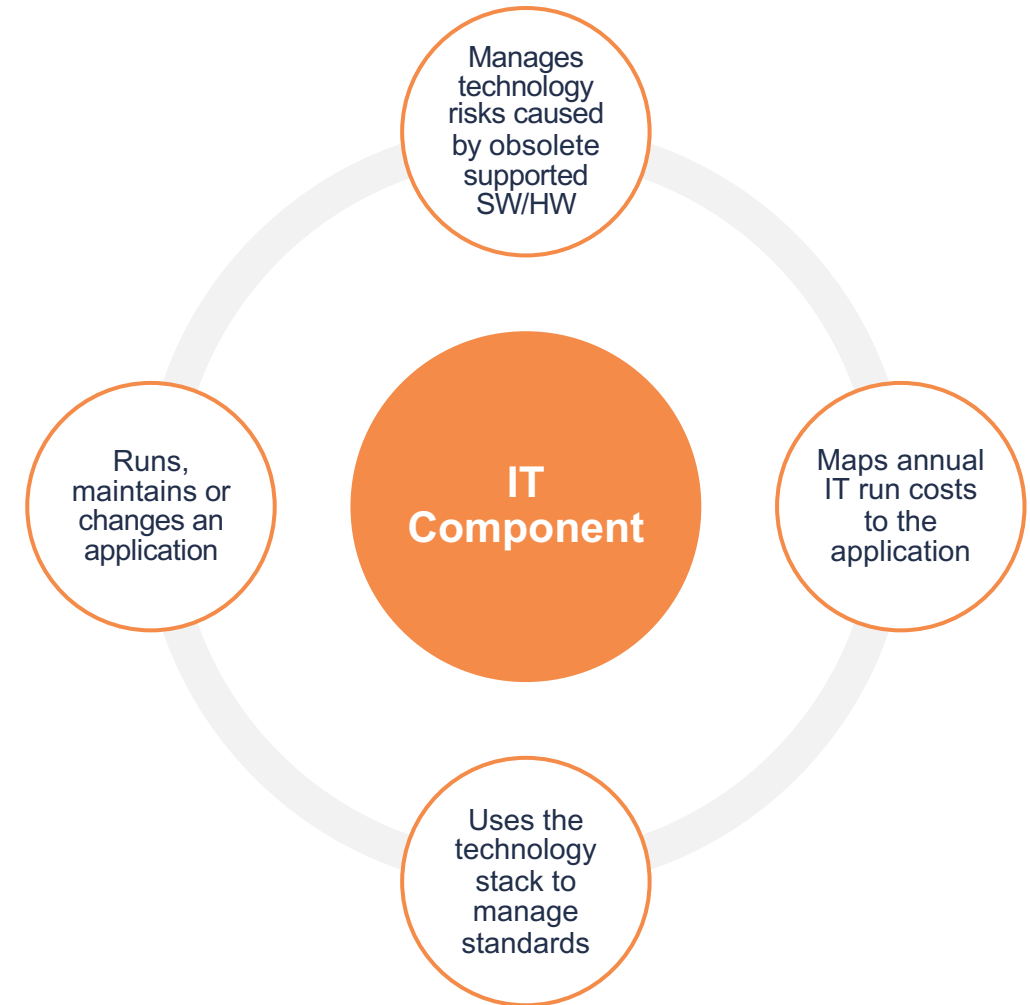 Manages
technology
risks caused
by obsolete
supported
SW/HW
Runs,
maintains or
changes an
application
IT
Component
Maps annual
IT run costs
to the
application
Uses the
technology
stack to
manage
standards